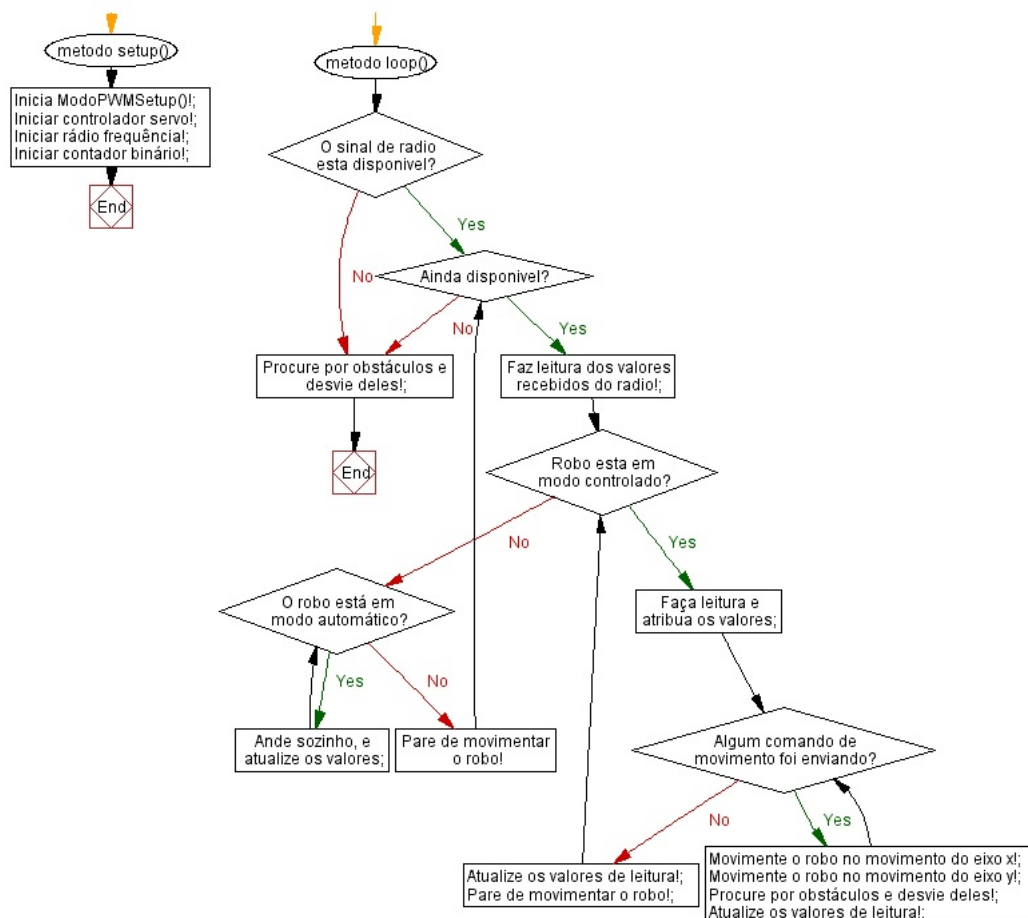 metodo setup()
Inicia ModoPWMSetup()!;
Iniciar controlador servo!;
Iniciar rádio frequência!;
Iniciar contador binário!;
End
metodo loop()
O sinal de radio
esta disponivel?
Yes
No
Ainda disponivel?
No
Yes
Procure por obstáculos e
desvie deles!;
End
Faz leitura dos valores
recebidos do radio!;
Robo esta em
modo controlado?
No
Yes
O robo está em
modo automático?
Yes
No
Ande sozinho, e
atualize os valores;
Pare de movimentar
o robo!
Faça leitura e
atribua os valores;
Algum comando de
movimento foi enviando?
No
Yes
Atualize os valores de leitura!;
Pare de movimentar o robo!;
Movimente o robo no movimento do eixo x!;
Movimente o robo no movimento do eixo y!;
Procure por obstáculos e desvie deles!;
Atualize os valores de leitura!;